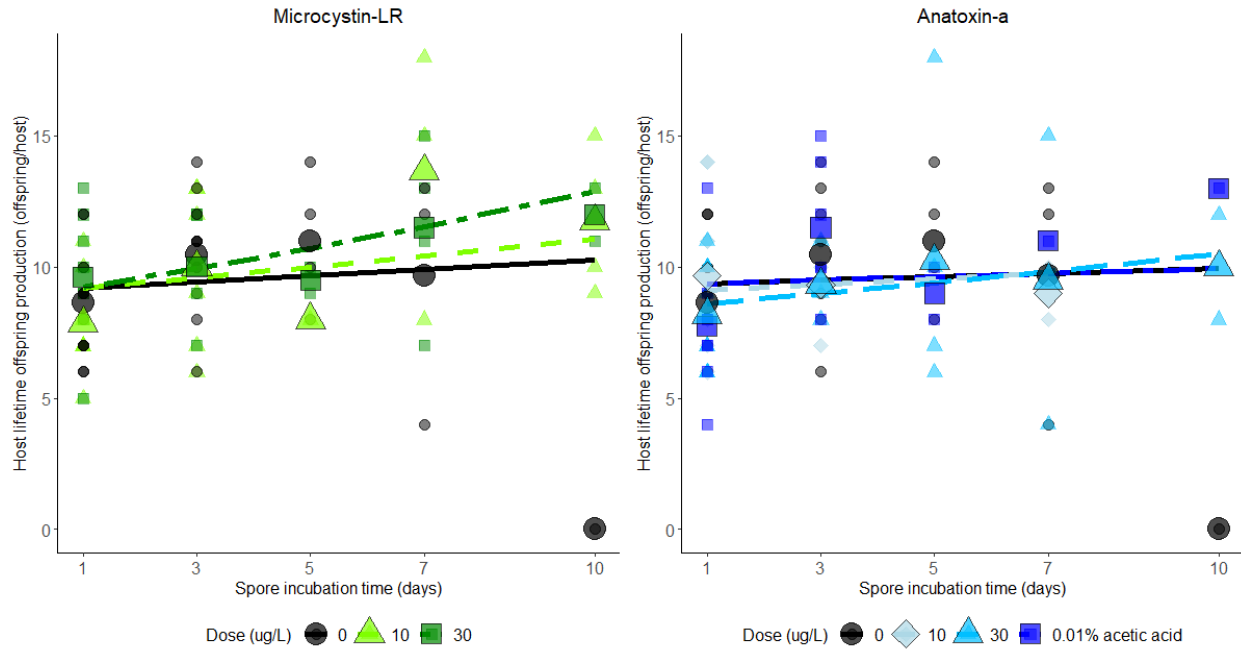 Microcystin-LR
Host lifetime offspring production (offspring/host)
15
10
5
0
1 3 5 7 10
Spore incubation time (days)
Dose (ug/L) 0 10 30
Anatoxin-a
Host lifetime offspring production (offspring/host)
15
10
5
0
1 3 5 7 10
Spore incubation time (days)
Dose (ug/L) 0 10 30 0.01% acetic acid